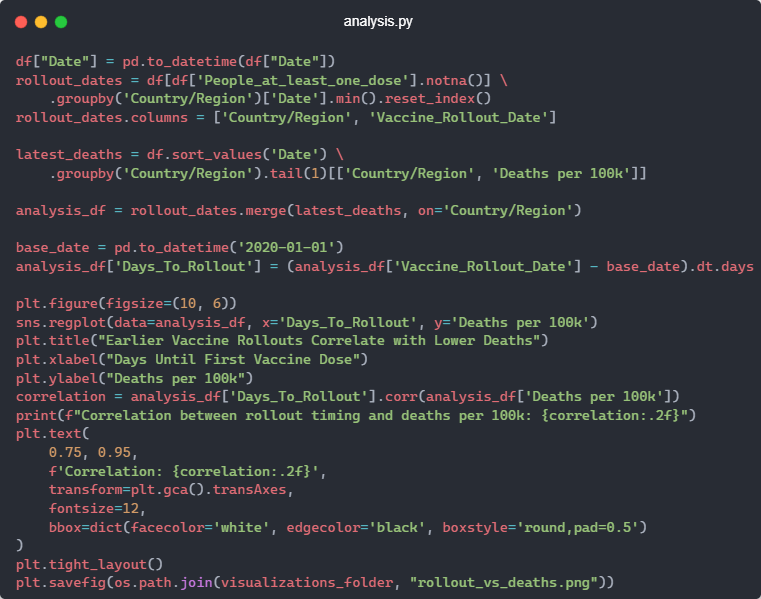 analysis.py
df["Date"] = pd.to_datetime(df["Date"])
rollout_dates = df[df['People_at_least_one_dose'].notna()] \
    .groupby('Country/Region')['Date'].min().reset_index()
rollout_dates.columns = ['Country/Region', 'Vaccine_Rollout_Date']

latest_deaths = df.sort_values('Date') \
    .groupby('Country/Region').tail(1)[['Country/Region', 'Deaths per 100k']]

analysis_df = rollout_dates.merge(latest_deaths, on='Country/Region')

base_date = pd.to_datetime('2020-01-01')
analysis_df['Days_To_Rollout'] = (analysis_df['Vaccine_Rollout_Date'] - base_date).dt.days

plt.figure(figsize=(10, 6))
sns.regplot(data=analysis_df, x='Days_To_Rollout', y='Deaths per 100k')
plt.title("Earlier Vaccine Rollouts Correlate with Lower Deaths")
plt.xlabel("Days Until First Vaccine Dose")
plt.ylabel("Deaths per 100k")
correlation = analysis_df['Days_To_Rollout'].corr(analysis_df['Deaths per 100k'])
print(f"Correlation between rollout timing and deaths per 100k: {correlation:.2f}")
plt.text(
    0.75, 0.95,
    f'Correlation: {correlation:.2f}',
    transform=plt.gca().transAxes,
    fontsize=12,
    bbox=dict(facecolor='white', edgecolor='black', boxstyle='round,pad=0.5')
)
plt.tight_layout()
plt.savefig(os.path.join(visualizations_folder, "rollout_vs_deaths.png"))